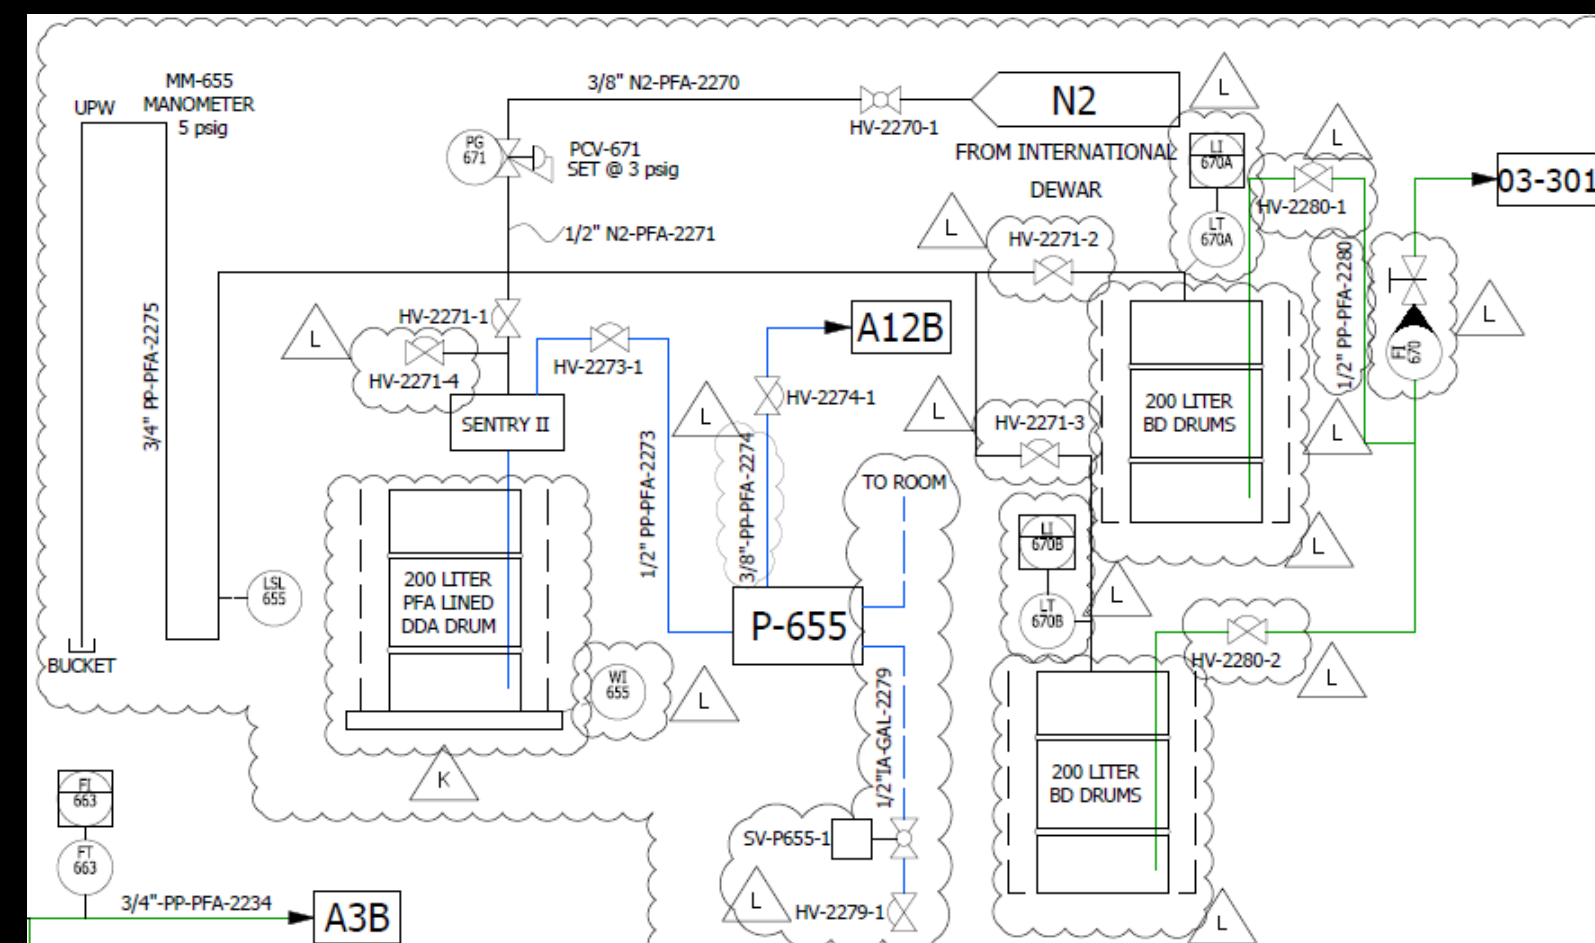 UPW
MM-655
MANOMETER
5 psig
3/4" PP-PFA-2275
BUCKET
LSL
655
3/8" N2-PFA-2270
HV-2270-1
N2
FROM INTERNATIONAL
DEWAR
PG
671
PCV-671
SET @ 3 psig
1/2" N2-PFA-2271
HV-2271-1
L
HV-2271-4
SENTRY II
HV-2273-1
1/2" PP-PFA-2273
200 LITER
PFA LINED
DDA DRUM
WI
655
L
K
A12B
HV-2274-1
L
3/8"-PP-PFA-2274
P-655
TO ROOM
1/2"IA-GAL-2279
SV-P655-1
L
HV-2279-1
L
HV-2271-2
L
HV-2271-3
L
LI
670A
LT
670A
L
HV-2280-1
1/2" PP-PFA-2280
L
03-301
L
FI
670
200 LITER
BD DRUMS
L
LI
670B
LT
670B
L
HV-2280-2
L
200 LITER
BD DRUMS
L
FI
663
FT
663
3/4"-PP-PFA-2234
A3B